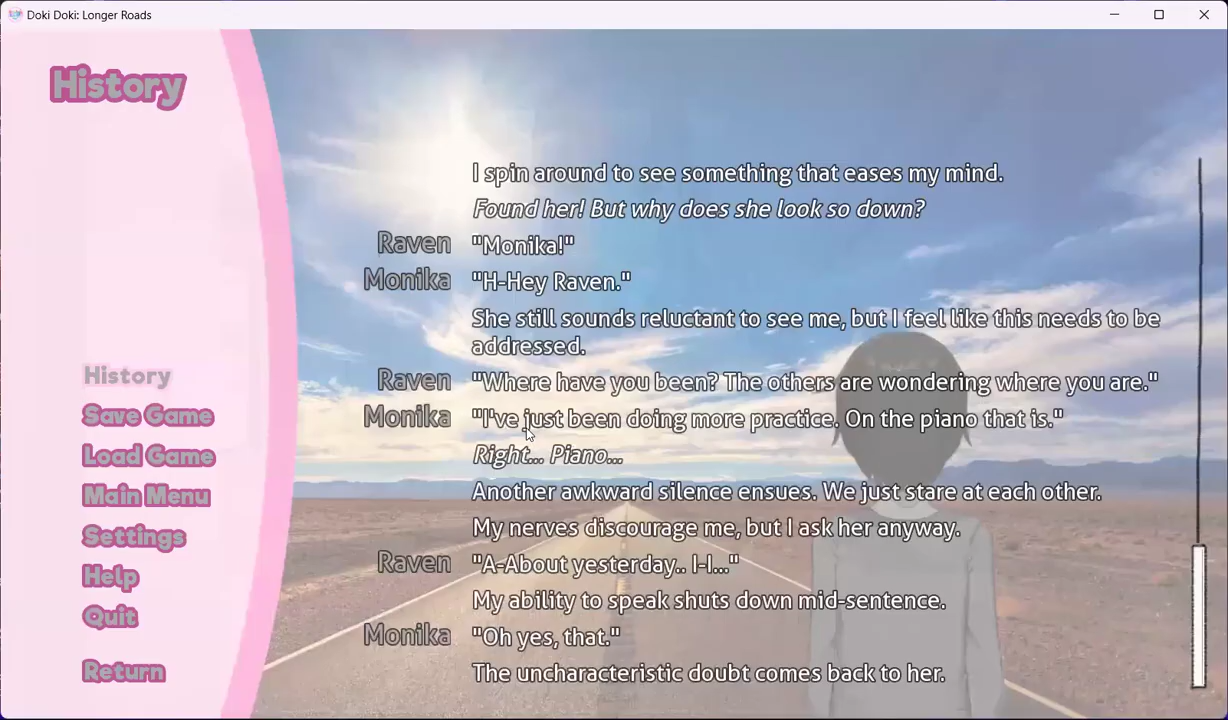 Doki Doki: Longer Roads
History
I spin around to see something that eases my mind.
Found her! But why does she look so down?
Raven "Monika!"
Monika "H-Hey Raven."
She still sounds reluctant to see me, but I feel like this needs to be
addressed.
Raven "Where have you been? The others are wondering where you are."
Monika "I've just been doing more practice. On the piano that is."
Right... Piano...
Another awkward silence ensues. We just stare at each other.
My nerves discourage me, but I ask her anyway.
Raven "A-About yesterday.. I-I..."
My ability to speak shuts down mid-sentence.
Monika "Oh yes, that."
The uncharacteristic doubt comes back to her.
History
Save Game
Load Game
Main Menu
Settings
Help
Quit
Return